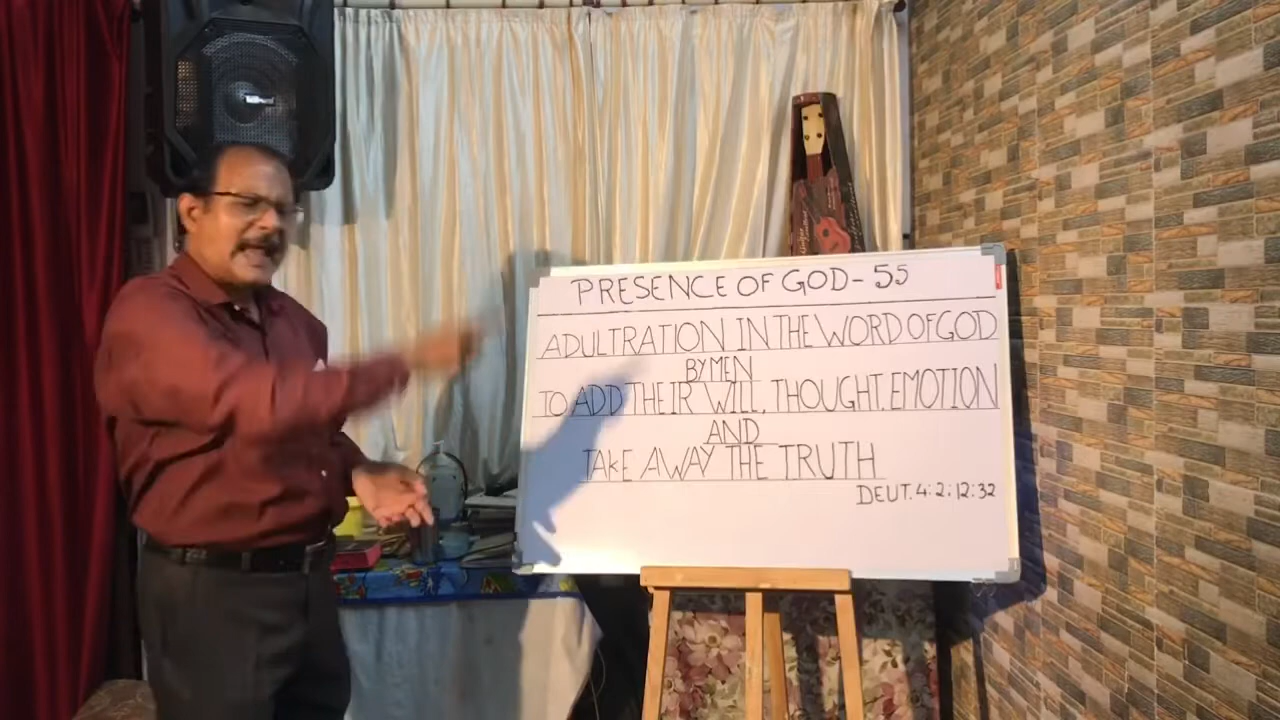 PRESENCE OF GOD - 55
ADULTRATION IN THE WORD OF GOD
BY MEN
TO ADD THEIR WILL, THOUGHT, EMOTION
AND
TAKE AWAY THE TRUTH
DEUT. 4:2; 12:32